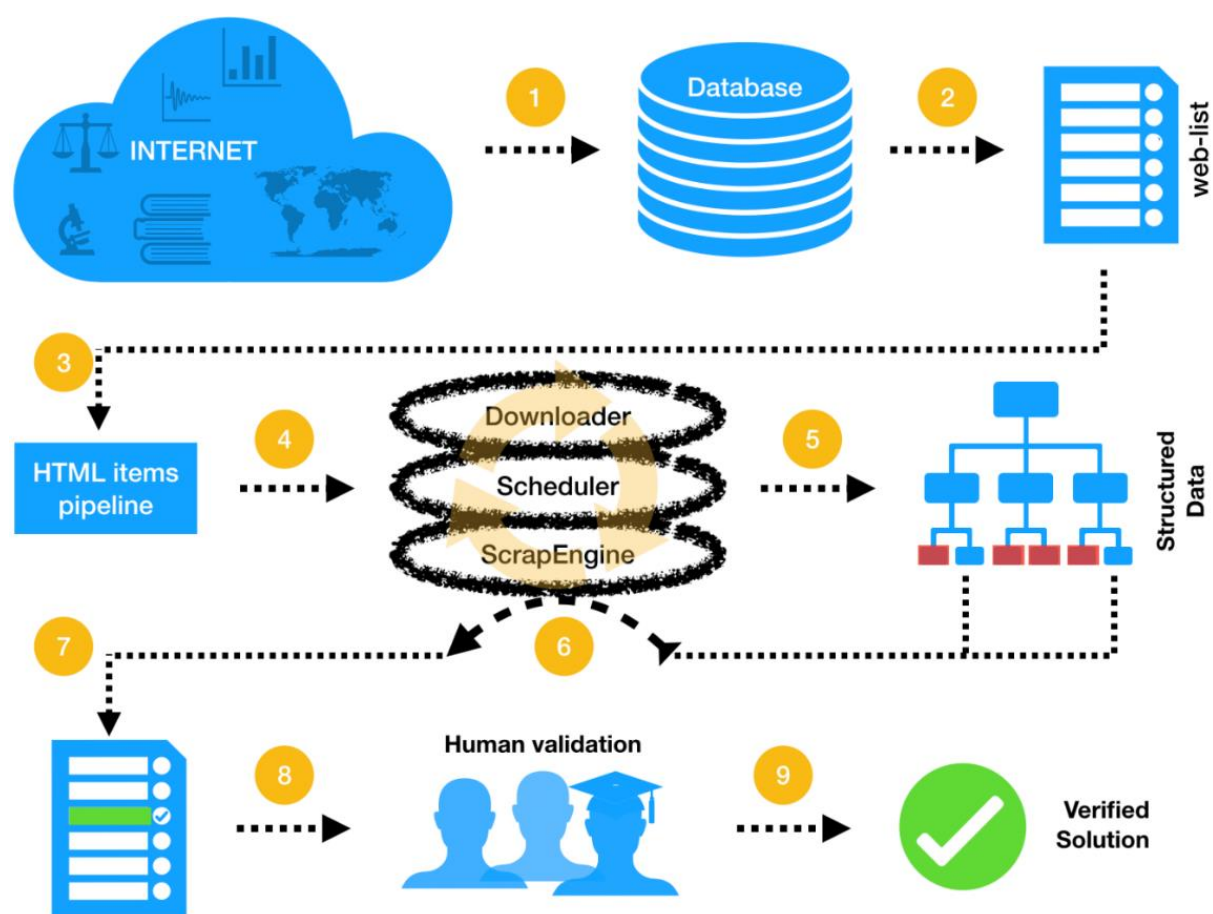 INTERNET
1
Database
2
web-list
3
HTML items
pipeline
4
Downloader
Scheduler
ScrapEngine
5
Structured
Data
6
7
8
Human validation
9
Verified
Solution